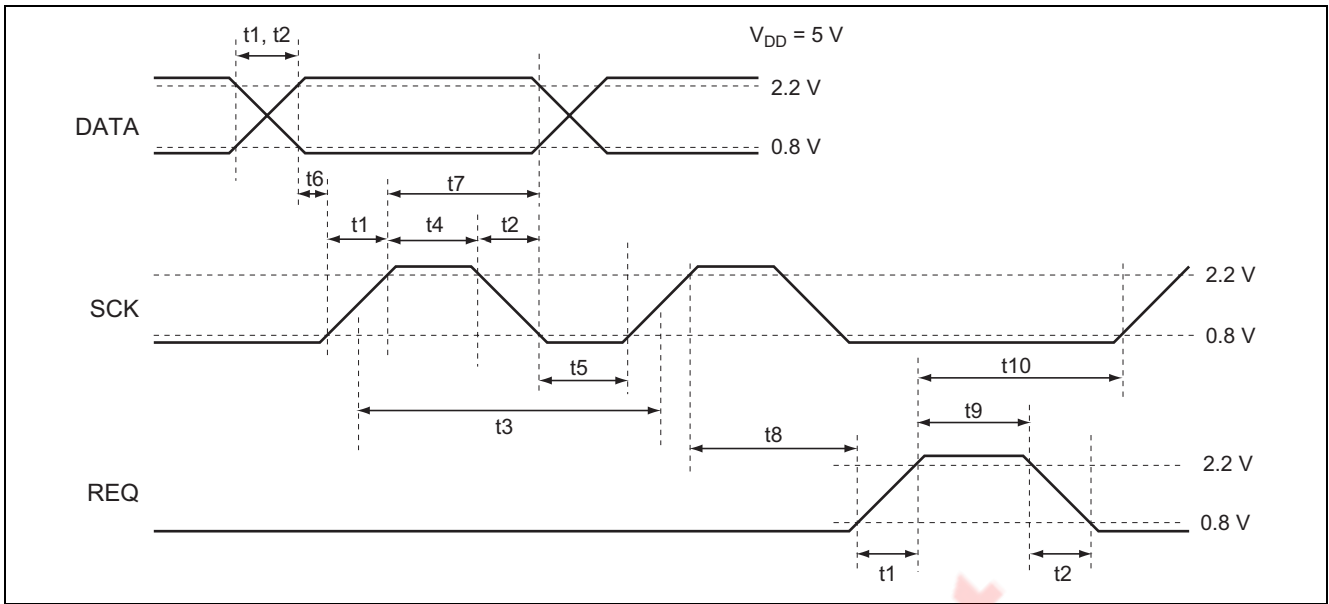 t1, t2
V_DD = 5 V
2.2 V
DATA
0.8 V
t6
t7
t1
t4
t2
2.2 V
SCK
0.8 V
t5
t10
t3
t9
t8
2.2 V
REQ
0.8 V
t1
t2